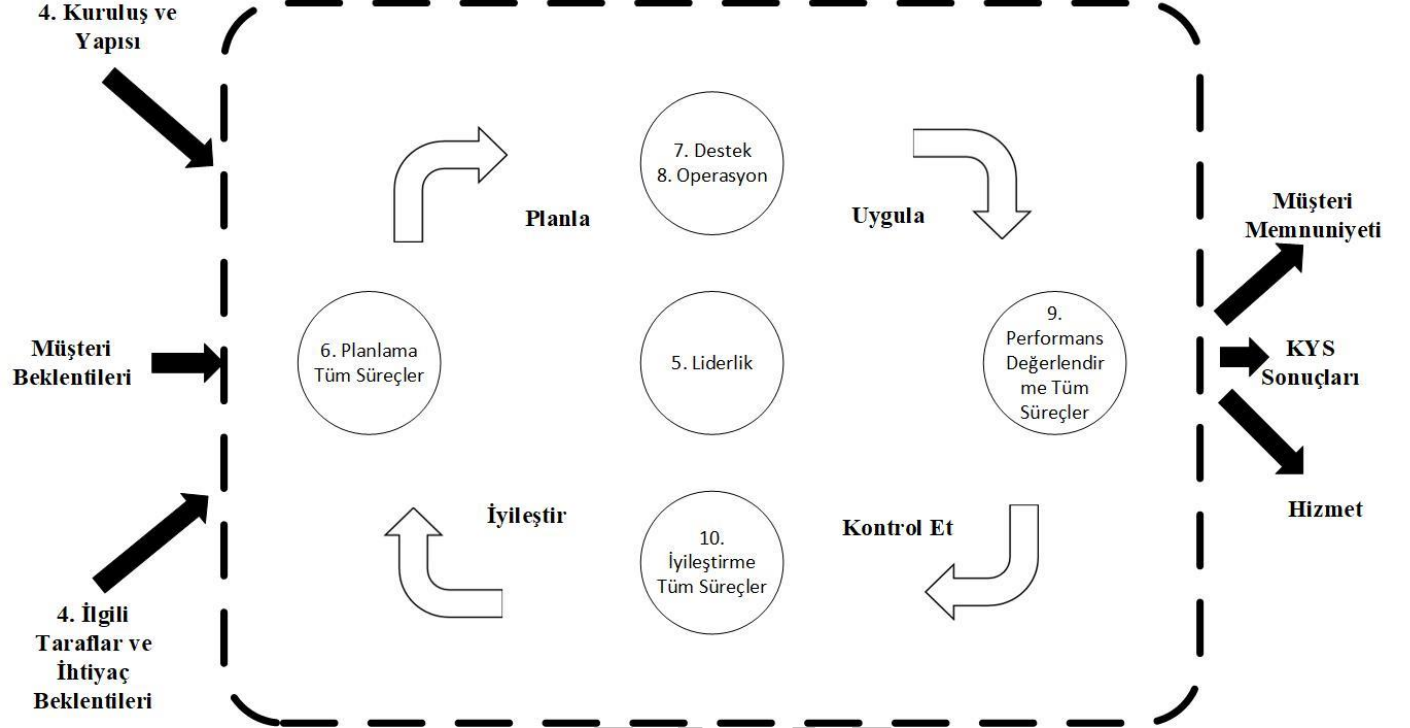 4. Kuruluş ve
Yapısı
7. Destek
8. Operasyon
Planla
Uygula
Müşteri
Memnuniyeti
Müşteri
Beklentileri
6. Planlama
Tüm Süreçler
5. Liderlik
9.
Performans
Değerlendir
me Tüm
Süreçler
KYS
Sonuçları
İyileştir
Kontrol Et
Hizmet
10.
İyileştirme
Tüm Süreçler
4. İlgili
Taraflar ve
İhtiyaç
Beklentileri